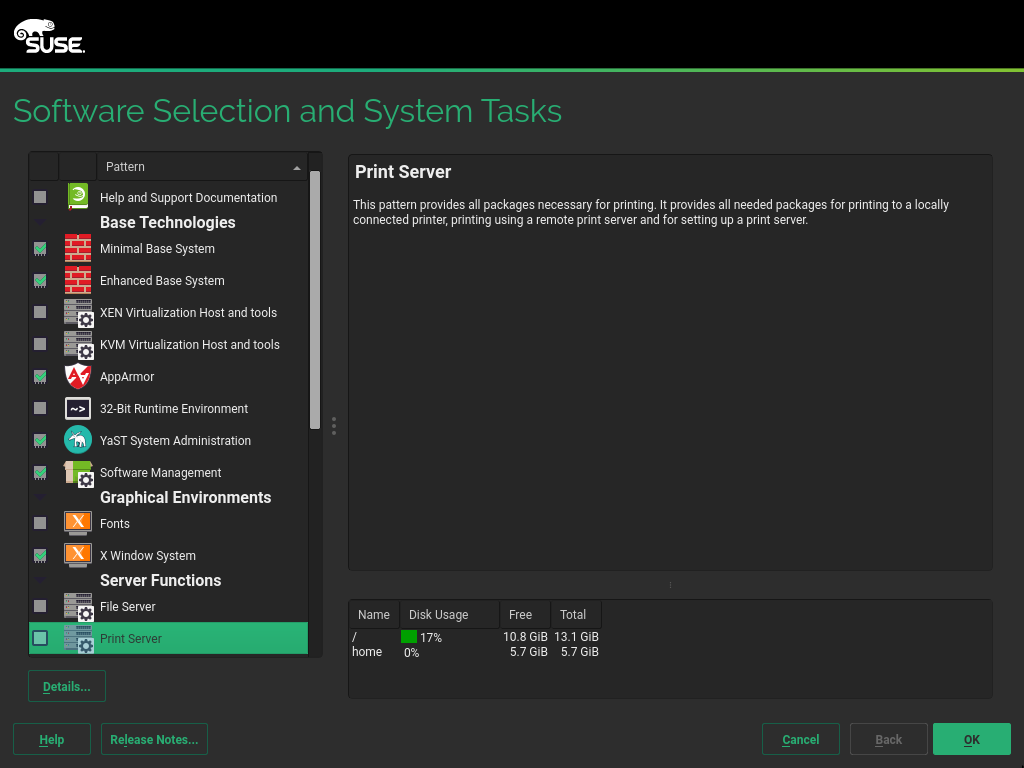 SUSE
Software Selection and System Tasks
Pattern
Help and Support Documentation
Base Technologies
Minimal Base System
Enhanced Base System
XEN Virtualization Host and tools
KVM Virtualization Host and tools
AppArmor
~> 32-Bit Runtime Environment
YaST System Administration
Software Management
Graphical Environments
X Fonts
X X Window System
Server Functions
File Server
Print Server
Details...
Print Server
This pattern provides all packages necessary for printing. It provides all needed packages for printing to a locally
connected printer, printing using a remote print server and for setting up a print server.
Name Disk Usage Free Total
/ 17% 10.8 GiB 13.1 GiB
home 0% 5.7 GiB 5.7 GiB
Help Release Notes... Cancel Back OK